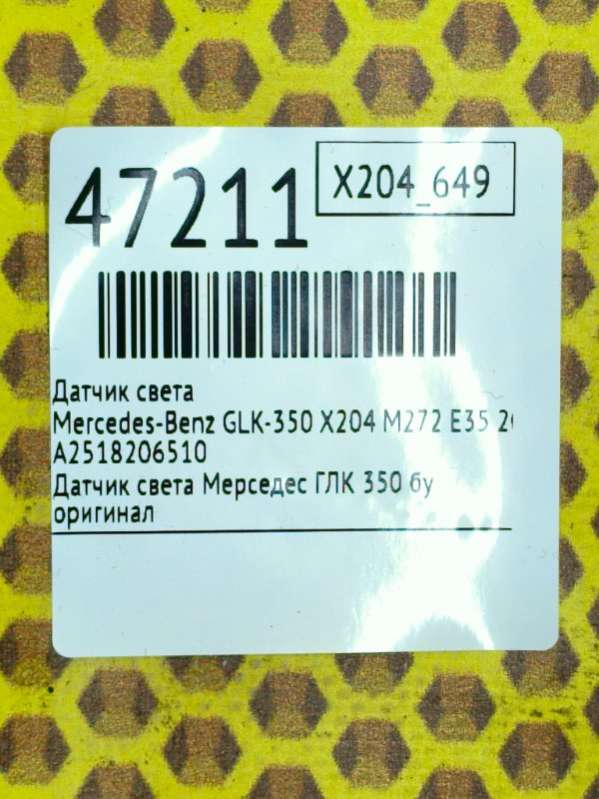 47211
X204_649
Датчик света
Mercedes-Benz GLK-350 X204 M272 E35
A2518206510
Датчик света Мерседес ГЛК 350 бу
оригинал